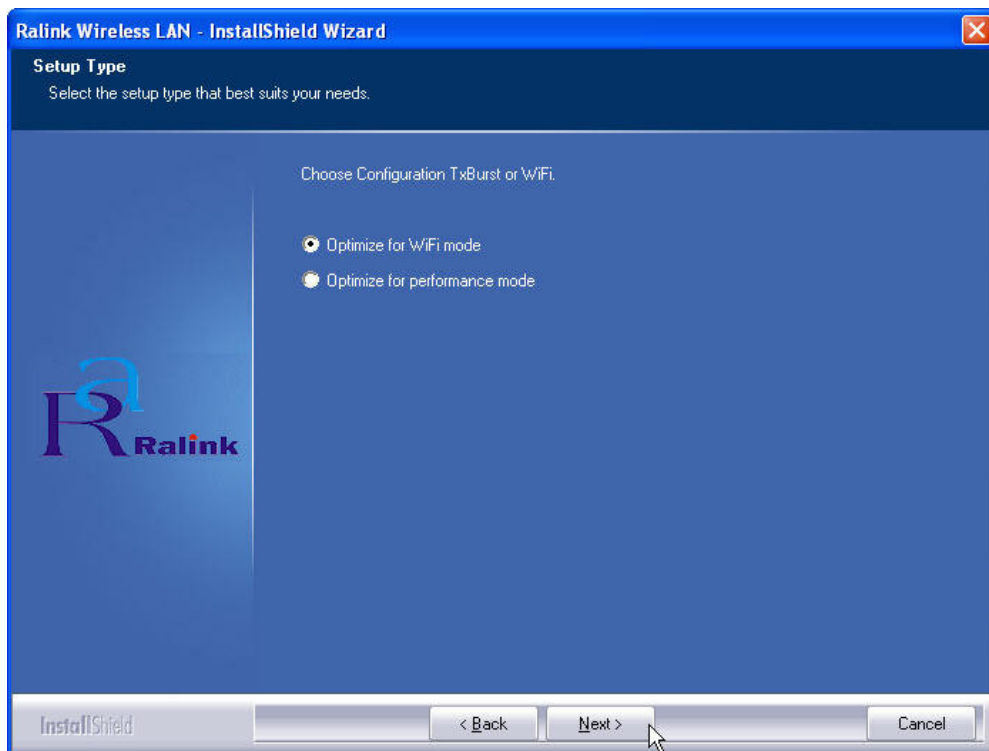 Ralink Wireless LAN - InstallShield Wizard
Setup Type
Select the setup type that best suits your needs.
Choose Configuration TxBurst or WiFi.
Optimize for WiFi mode
Optimize for performance mode
Ra
Ralink
InstallShield
< Back
Next >
Cancel